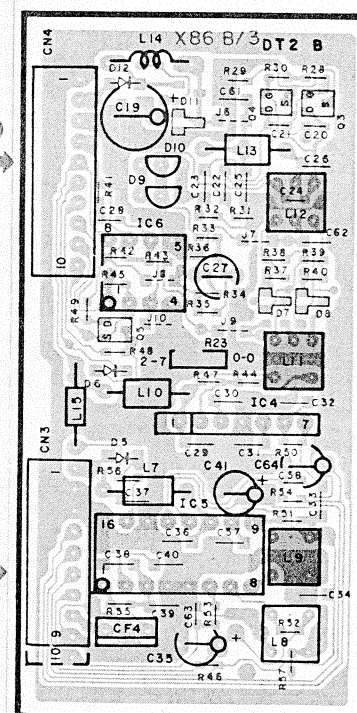 CN4
L14 X86 B/3 DT2 B
D12
R29 R30 R28
C61
D11
C19
J6
Q4
D G S
D G S
Q3
C21 C20
D10
L13
C26
D9
R41
C28
C23 C22 C25
C24
L12
IC6
R32 R31
8 5
R33
J7
C62
R42 R43 R36
R38 R39
R45 J8
C27
R37 R40
4
R34
R35
R49
S D
Q5
J10
J9
D7 D8
R48
R23
2-7 0-0
L11
D6
R47 R44
L15
L10
C30
IC4
C32
1 7
CN3
D5
C29 C31 R50
R56
L7
C41
C64
C58
C37
IC5
R54
C33
R51
16 9
C36 C57
L9
C38 C40
8
C34
R55 C39 C63 R53
CF4
R52
L8
C35
R46
R57
10 9